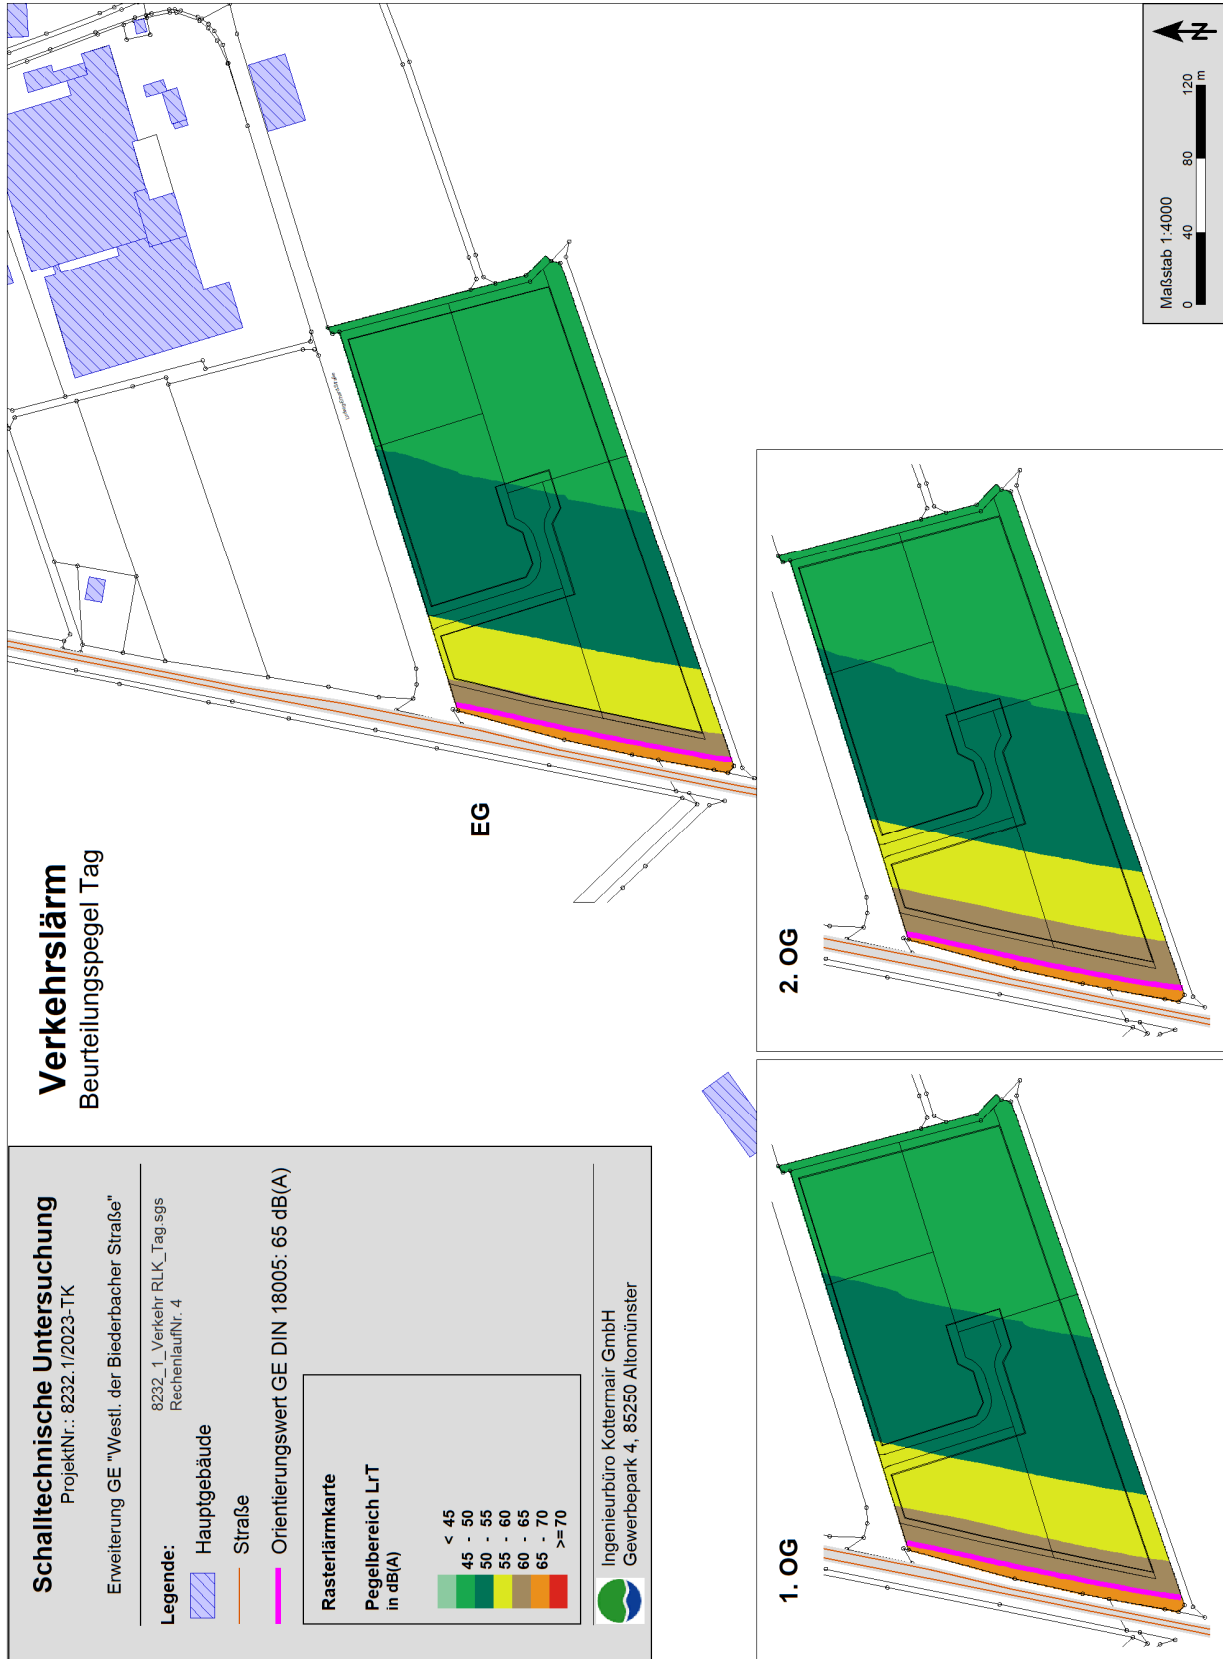 Schalltechnische Untersuchung
ProjektNr.: 8232.1/2023-TK
Erweiterung GE "Westl. der Biederbacher Straße"
8232_1_Verkehr RLK_Tag.sgs
RechenlaufNr. 4
Legende:
Hauptgebäude
Straße
Orientierungswert GE DIN 18005: 65 dB(A)
Rasterlärmkarte
Pegelbereich LrT
in dB(A)
< 45
45 - 50
50 - 55
55 - 60
60 - 65
65 - 70
>= 70
Ingenieurbüro Kottermair GmbH
Gewerbepark 4, 85250 Altomünster
Verkehrslärm
Beurteilungspegel Tag
EG
1. OG
2. OG
Maßstab 1:4000
0 40 80 120
m
N